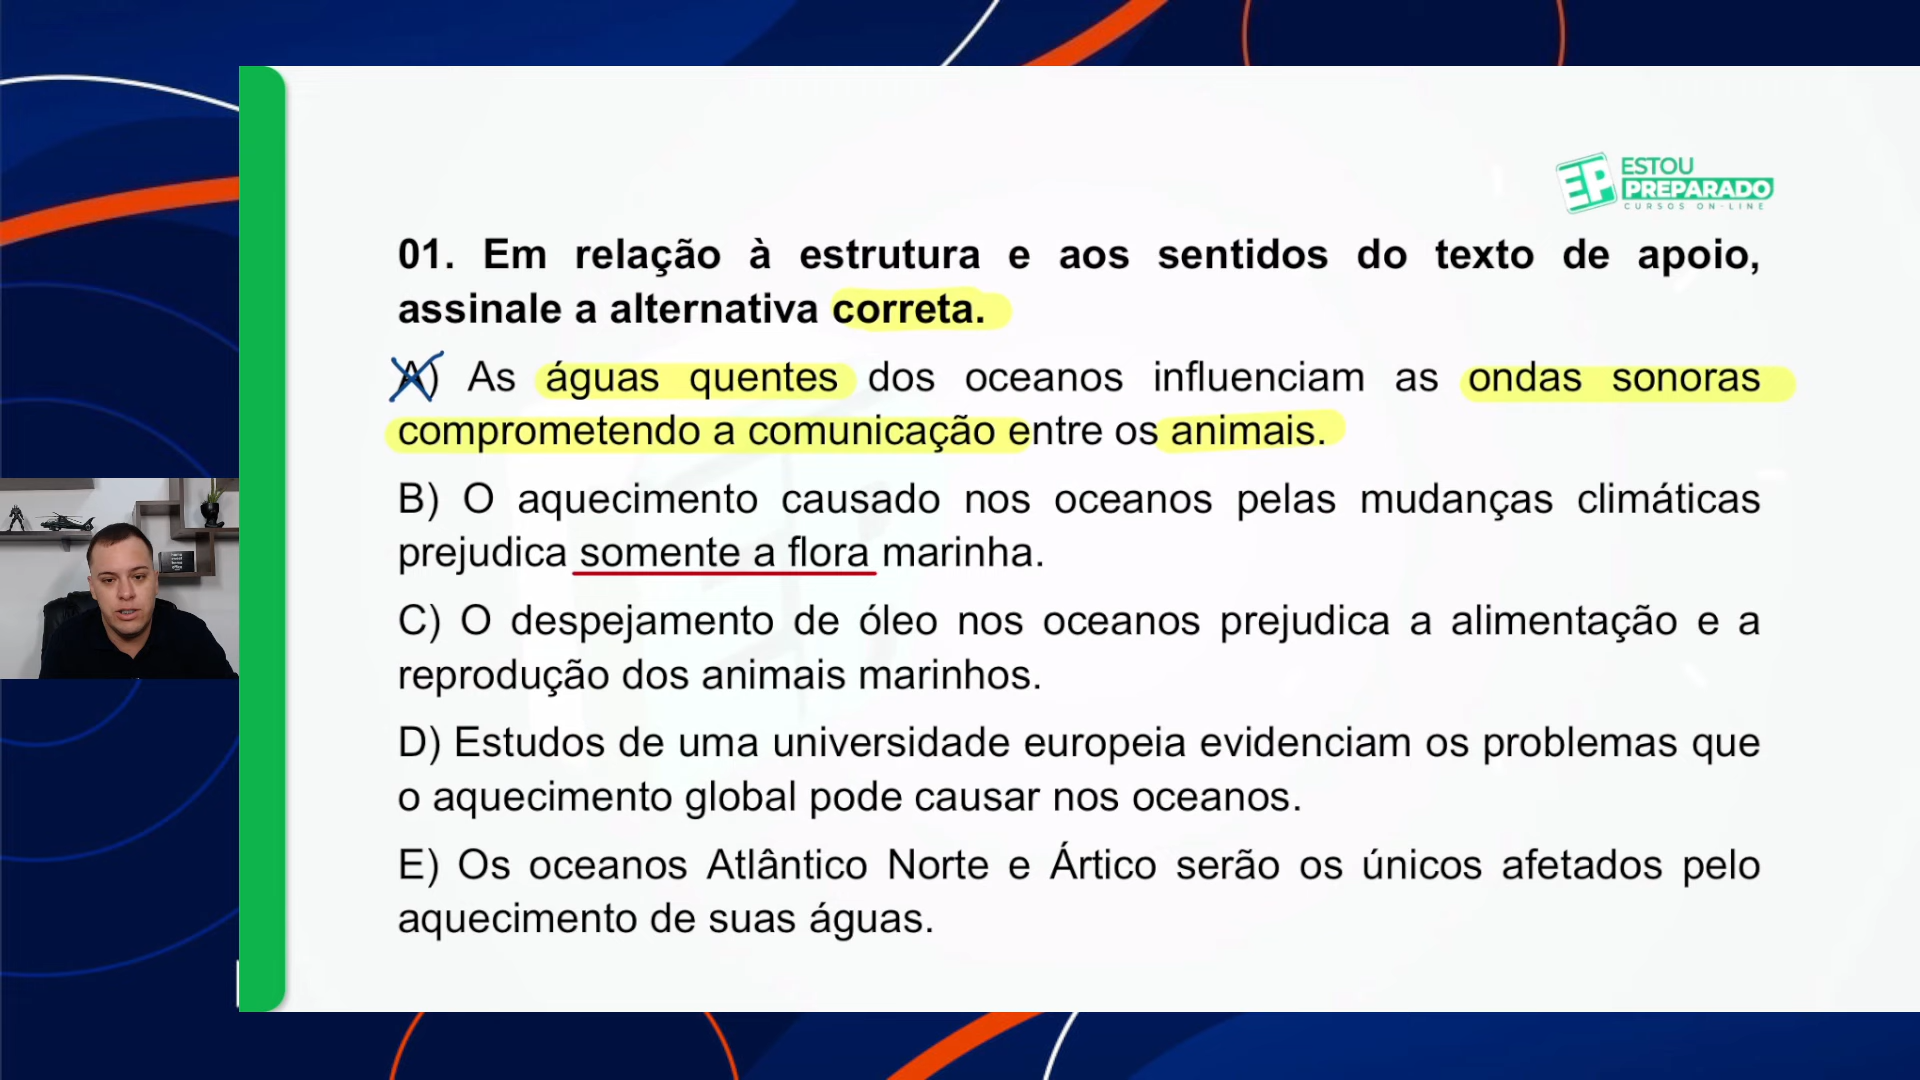 EP ESTOU
PREPARADO
CURSOS ON-LINE
01. Em relação à estrutura e aos sentidos do texto de apoio,
assinale a alternativa correta.
A) As águas quentes dos oceanos influenciam as ondas sonoras
comprometendo a comunicação entre os animais.
B) O aquecimento causado nos oceanos pelas mudanças climáticas
prejudica somente a flora marinha.
C) O despejamento de óleo nos oceanos prejudica a alimentação e a
reprodução dos animais marinhos.
D) Estudos de uma universidade europeia evidenciam os problemas que
o aquecimento global pode causar nos oceanos.
E) Os oceanos Atlântico Norte e Ártico serão os únicos afetados pelo
aquecimento de suas águas.